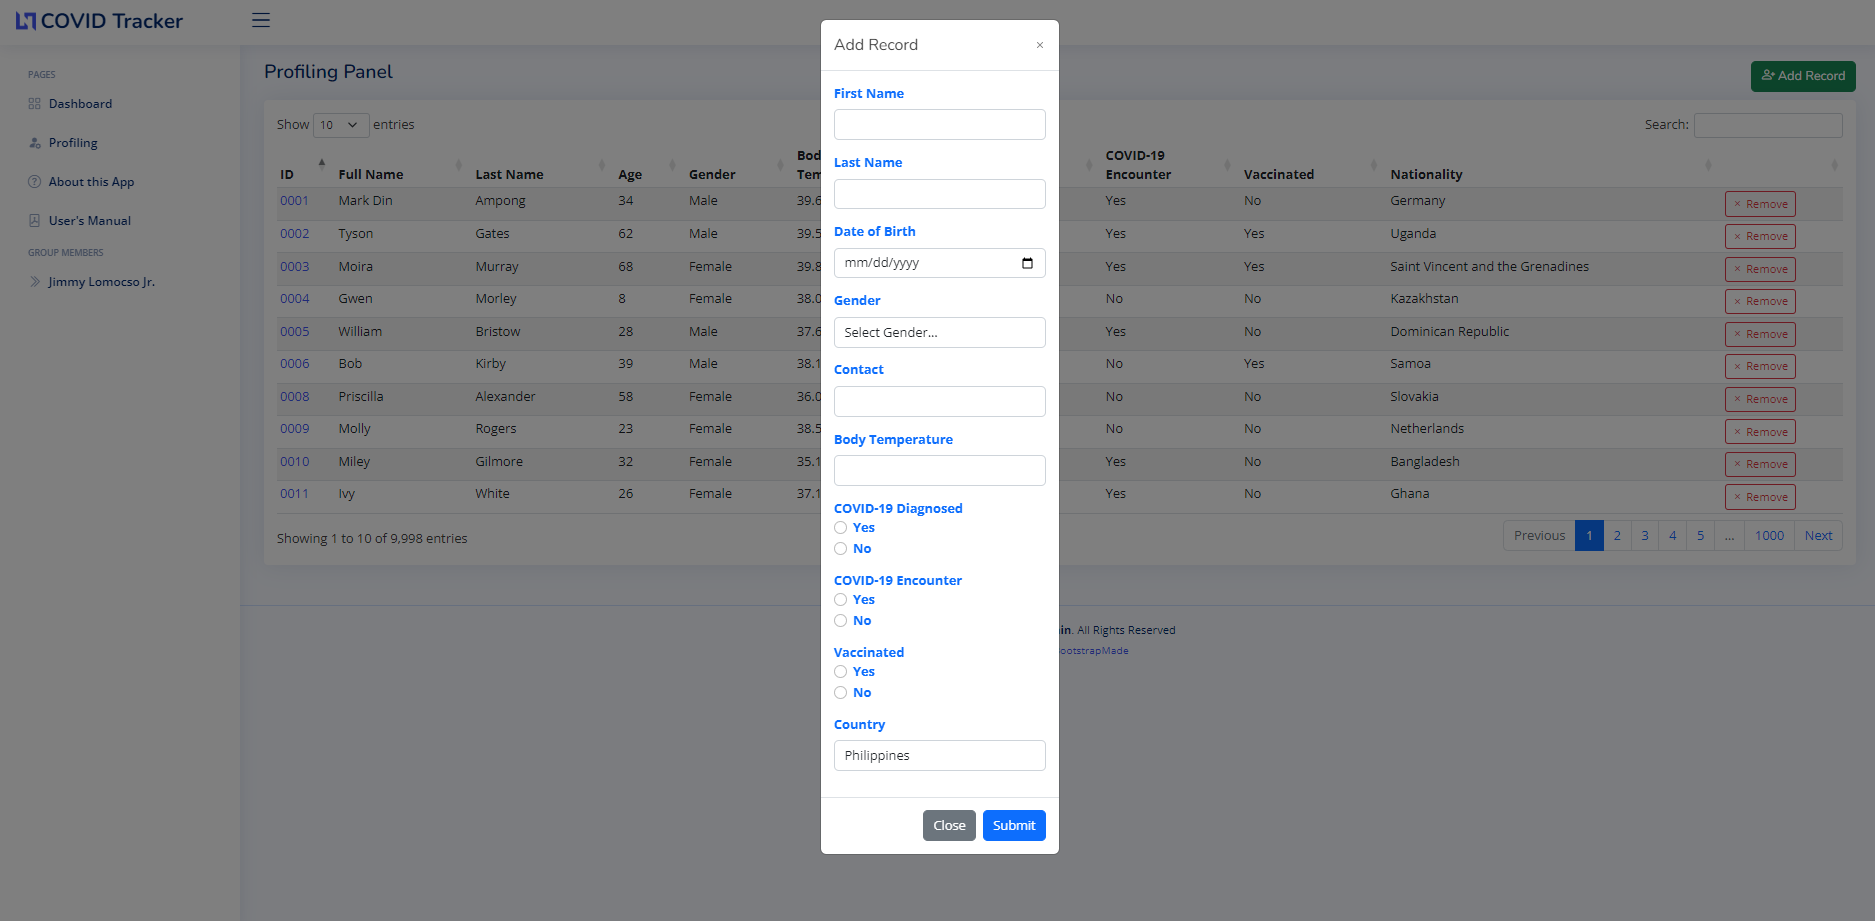 COVID Tracker
PAGES
Dashboard
Profiling
About this App
User's Manual
GROUP MEMBERS
Jimmy Lomocso Jr.
Profiling Panel
Add Record
Show 10 entries
Search:
ID Full Name Last Name Age Gender COVID-19 Encounter Vaccinated Nationality
0001 Mark Din Ampong 34 Male 39.6 Yes No Germany × Remove
0002 Tyson Gates 62 Male 39.5 Yes Yes Uganda × Remove
0003 Moira Murray 68 Female 39.8 Yes Yes Saint Vincent and the Grenadines × Remove
0004 Gwen Morley 8 Female 38.0 No No Kazakhstan × Remove
0005 William Bristow 28 Male 37.6 Yes No Dominican Republic × Remove
0006 Bob Kirby 39 Male 38.1 No Yes Samoa × Remove
0008 Priscilla Alexander 58 Female 36.0 No No Slovakia × Remove
0009 Molly Rogers 23 Female 38.5 No No Netherlands × Remove
0010 Miley Gilmore 32 Female 35.1 Yes No Bangladesh × Remove
0011 Ivy White 26 Female 37.1 Yes No Ghana × Remove
Showing 1 to 10 of 9,998 entries
Previous 1 2 3 4 5 ... 1000 Next
. All Rights Reserved
Add Record ×
First Name
Last Name
Date of Birth
mm/dd/yyyy
Gender
Select Gender...
Contact
Body Temperature
COVID-19 Diagnosed
Yes
No
COVID-19 Encounter
Yes
No
Vaccinated
Yes
No
Country
Philippines
Close Submit